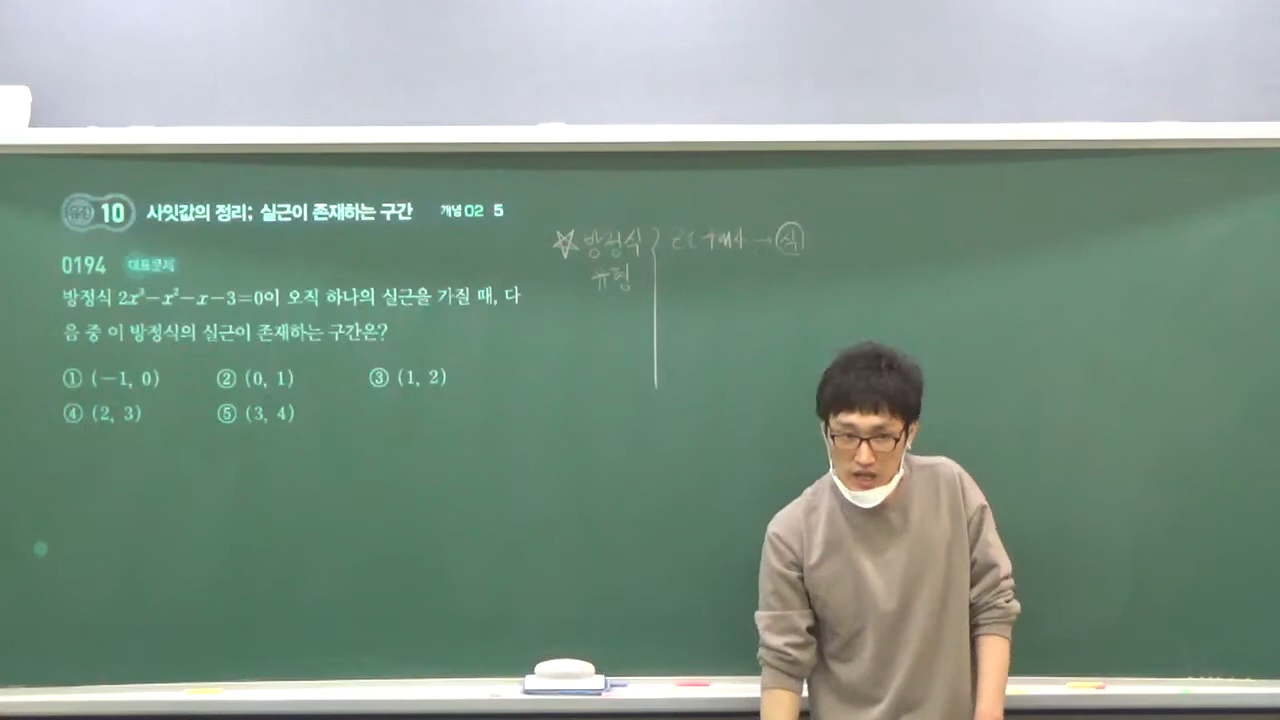 유형 10 사잇값의 정리; 실근이 존재하는 구간 개념 02 5
0194 대표문제
방정식 2x³−x²−x−3=0이 오직 하나의 실근을 가질 때, 다
음 중 이 방정식의 실근이 존재하는 구간은?
① (−1, 0) ② (0, 1) ③ (1, 2)
④ (2, 3) ⑤ (3, 4)
☆ 방정식 → 식
유형